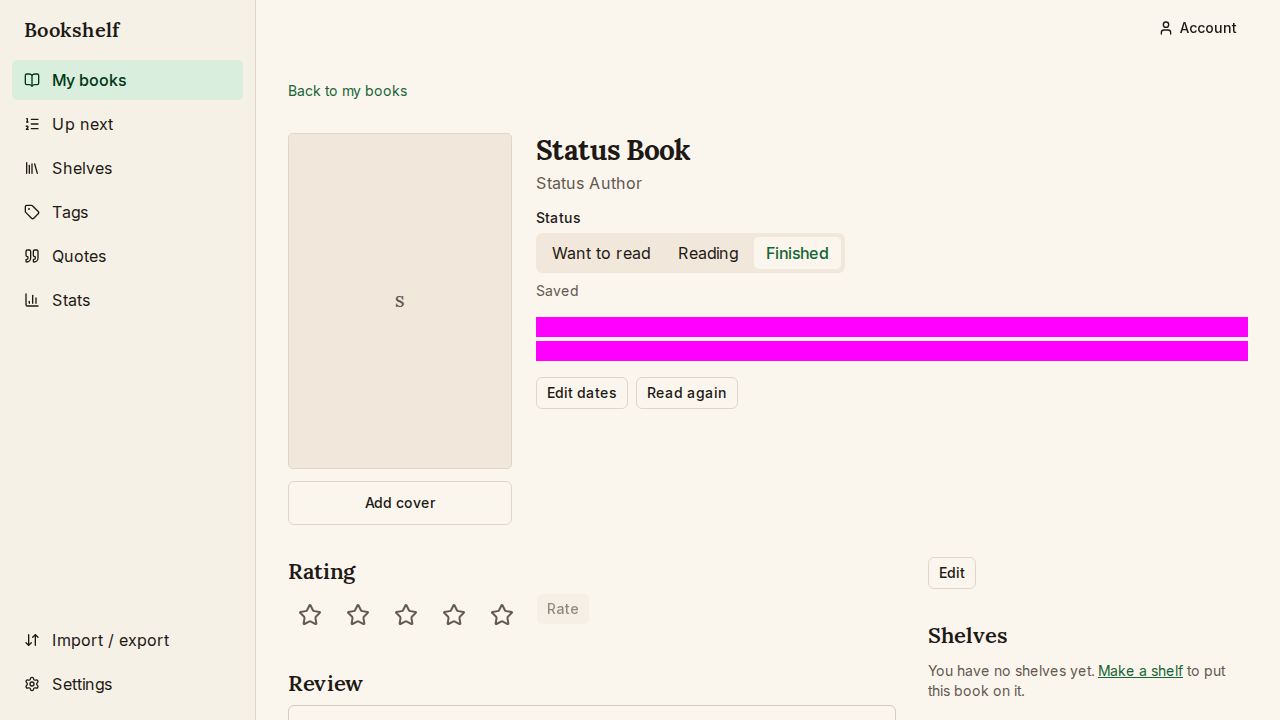 Bookshelf
My books
Up next
Shelves
Tags
Quotes
Stats
Import / export
Settings
Account
Back to my books
S
Add cover
Status Book
Status Author
Status
Want to read Reading Finished
Saved
Edit dates Read again
Rating
Rate
Review
Edit
Shelves
You have no shelves yet. Make a shelf to put
this book on it.